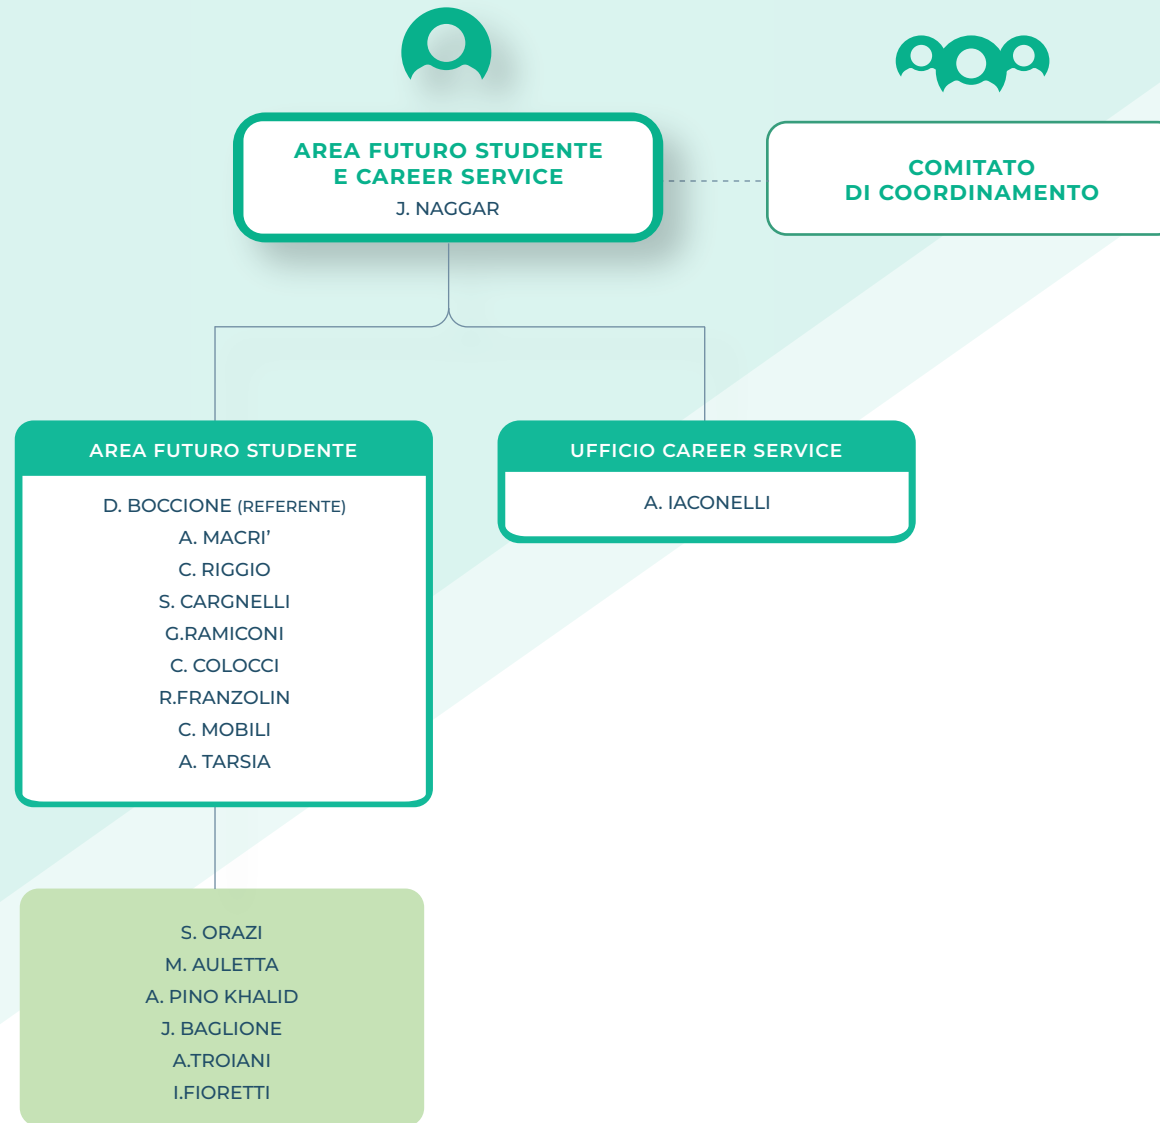 AREA FUTURO STUDENTE
E CAREER SERVICE
J. NAGGAR
COMITATO
DI COORDINAMENTO
AREA FUTURO STUDENTE
D. BOCCIONE (REFERENTE)
A. MACRI’
C. RIGGIO
S. CARGNELLI
G.RAMICONI
C. COLOCCI
R.FRANZOLIN
C. MOBILI
A. TARSIA
UFFICIO CAREER SERVICE
A. IACONELLI
S. ORAZI
M. AULETTA
A. PINO KHALID
J. BAGLIONE
A.TROIANI
I.FIORETTI